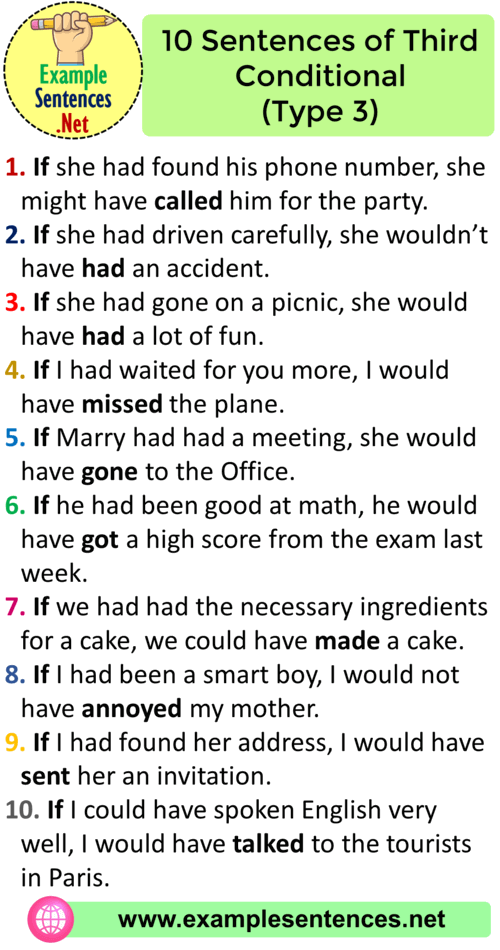 Example
Sentences
.Net
10 Sentences of Third
Conditional
(Type 3)
1. If she had found his phone number, she
might have called him for the party.
2. If she had driven carefully, she wouldn’t
have had an accident.
3. If she had gone on a picnic, she would
have had a lot of fun.
4. If I had waited for you more, I would
have missed the plane.
5. If Marry had had a meeting, she would
have gone to the Office.
6. If he had been good at math, he would
have got a high score from the exam last
week.
7. If we had had the necessary ingredients
for a cake, we could have made a cake.
8. If I had been a smart boy, I would not
have annoyed my mother.
9. If I had found her address, I would have
sent her an invitation.
10. If I could have spoken English very
well, I would have talked to the tourists
in Paris.
www.examplesentences.net